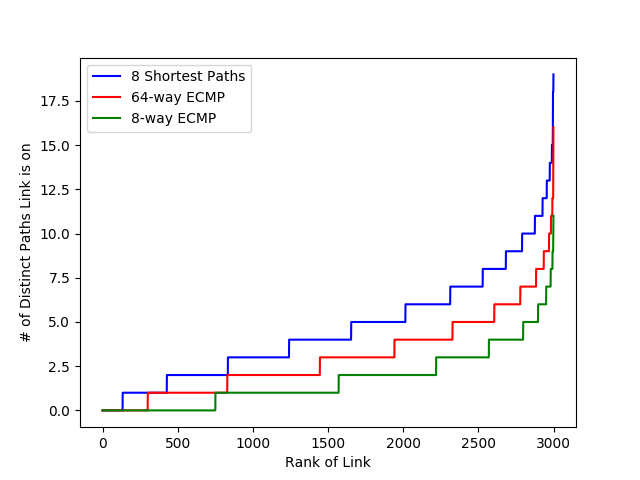 8 Shortest Paths
64-way ECMP
8-way ECMP
17.5
15.0
12.5
10.0
7.5
5.0
2.5
0.0
# of Distinct Paths Link is on
0 500 1000 1500 2000 2500 3000
Rank of Link